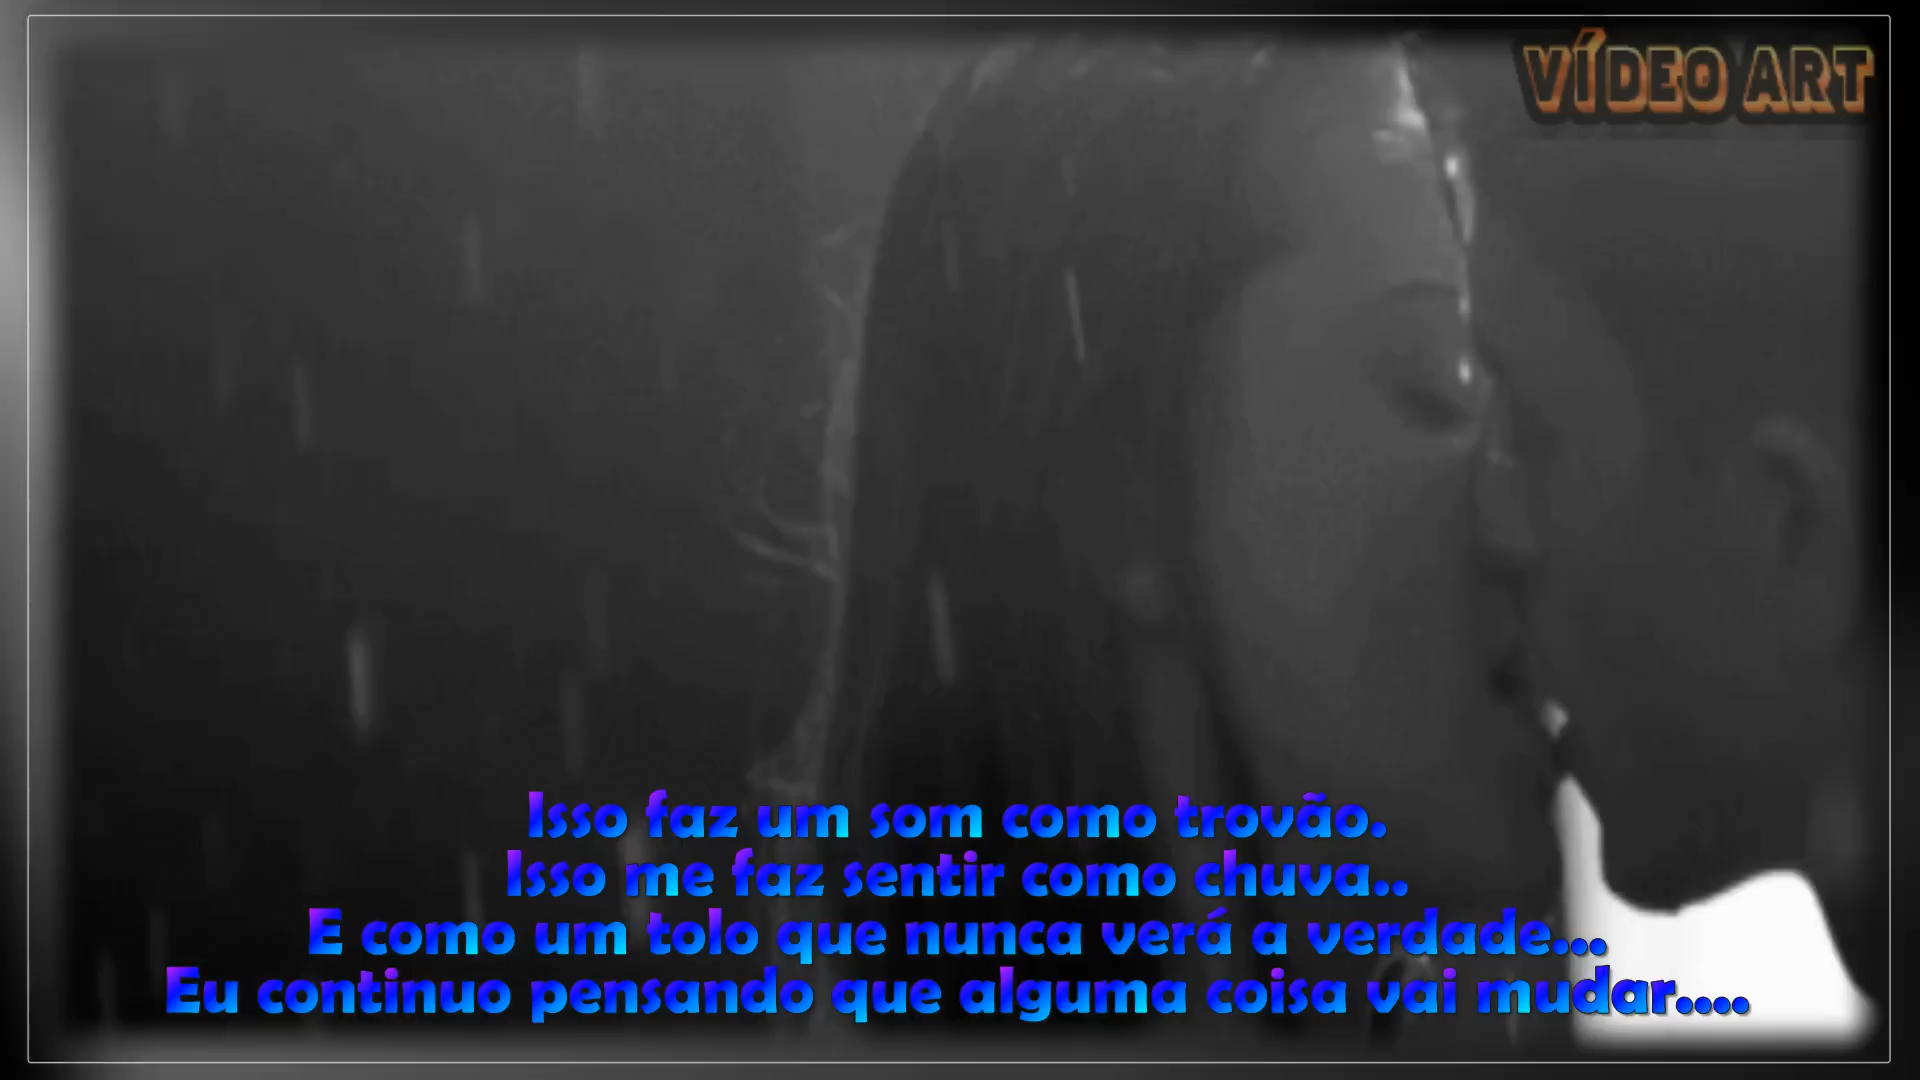 VÍDEO ART
Isso faz um som como trovão.
Isso me faz sentir como chuva..
E como um tolo que nunca verá a verdade...
Eu continuo pensando que alguma coisa vai mudar....